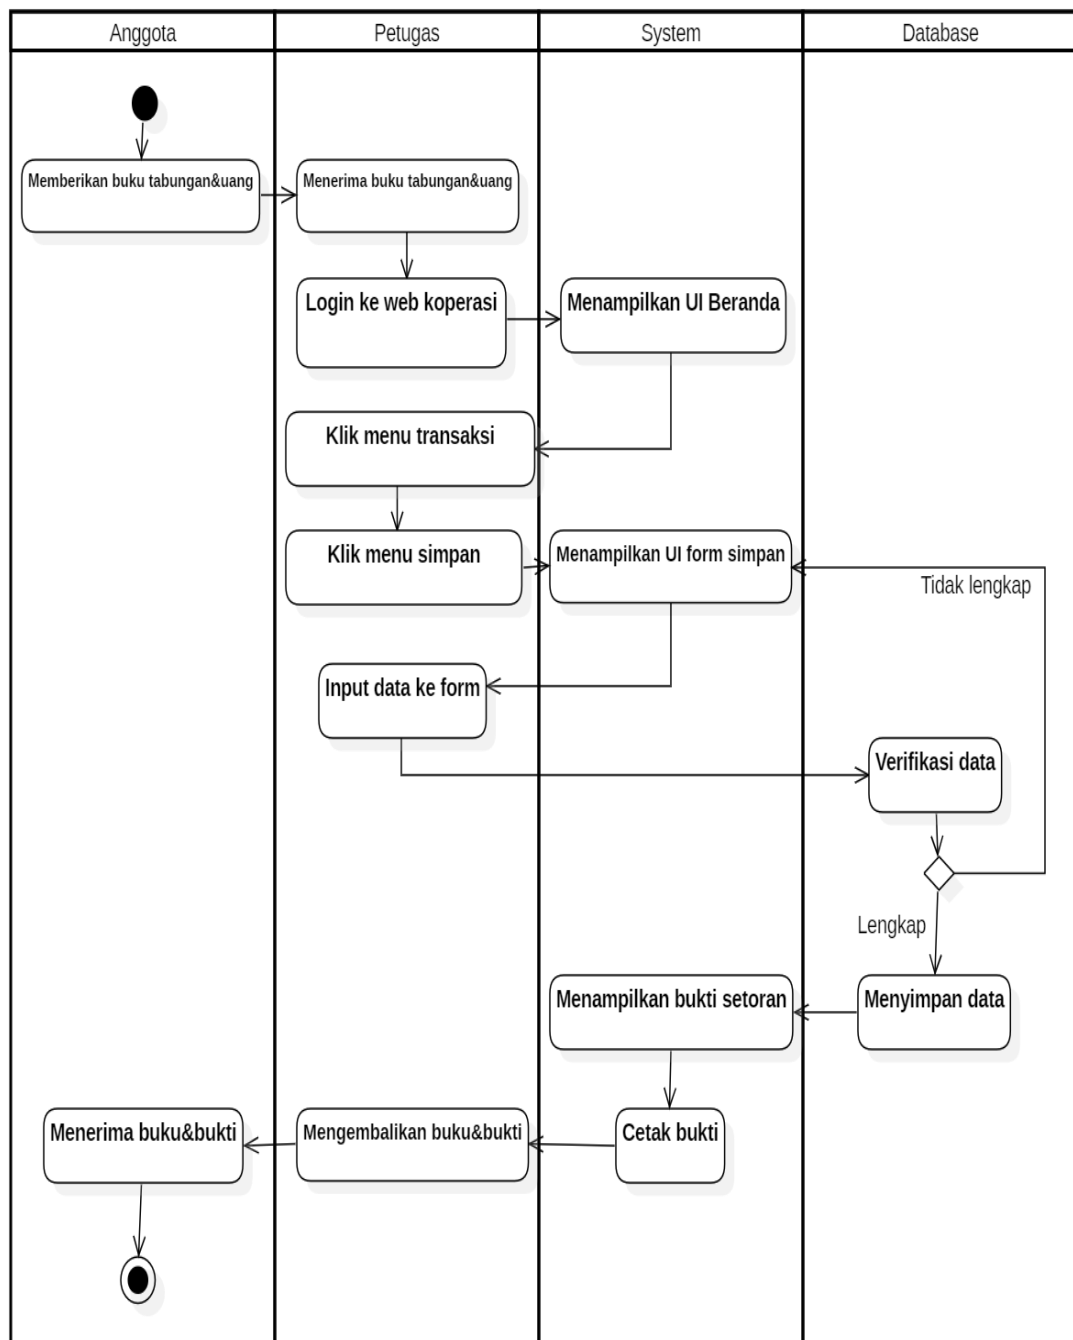 Anggota
Petugas
System
Database
Memberikan buku tabungan&uang
Menerima buku tabungan&uang
Login ke web koperasi
Menampilkan UI Beranda
Klik menu transaksi
Klik menu simpan
Menampilkan UI form simpan
Tidak lengkap
Input data ke form
Verifikasi data
Lengkap
Menampilkan bukti setoran
Menyimpan data
Menerima buku&bukti
Mengembalikan buku&bukti
Cetak bukti